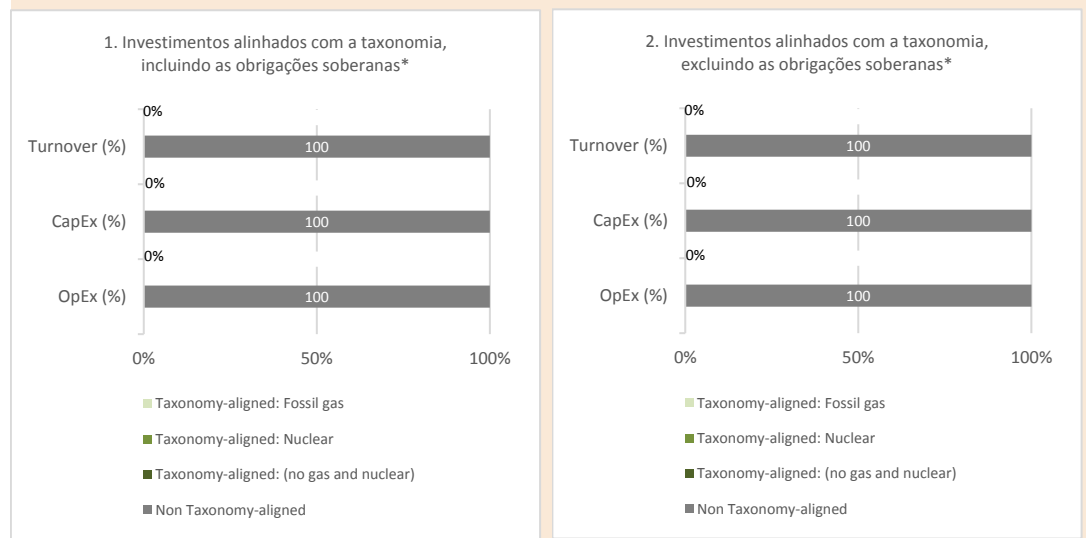 1. Investimentos alinhados com a taxonomia,
incluindo as obrigações soberanas*
0%
Turnover (%)
100
0%
CapEx (%)
100
0%
OpEx (%)
100
0%
50%
100%
Taxonomy-aligned: Fossil gas
Taxonomy-aligned: Nuclear
Taxonomy-aligned: (no gas and nuclear)
Non Taxonomy-aligned
2. Investimentos alinhados com a taxonomia,
excluindo as obrigações soberanas*
0%
Turnover (%)
100
0%
CapEx (%)
100
0%
OpEx (%)
100
0%
50%
100%
Taxonomy-aligned: Fossil gas
Taxonomy-aligned: Nuclear
Taxonomy-aligned: (no gas and nuclear)
Non Taxonomy-aligned